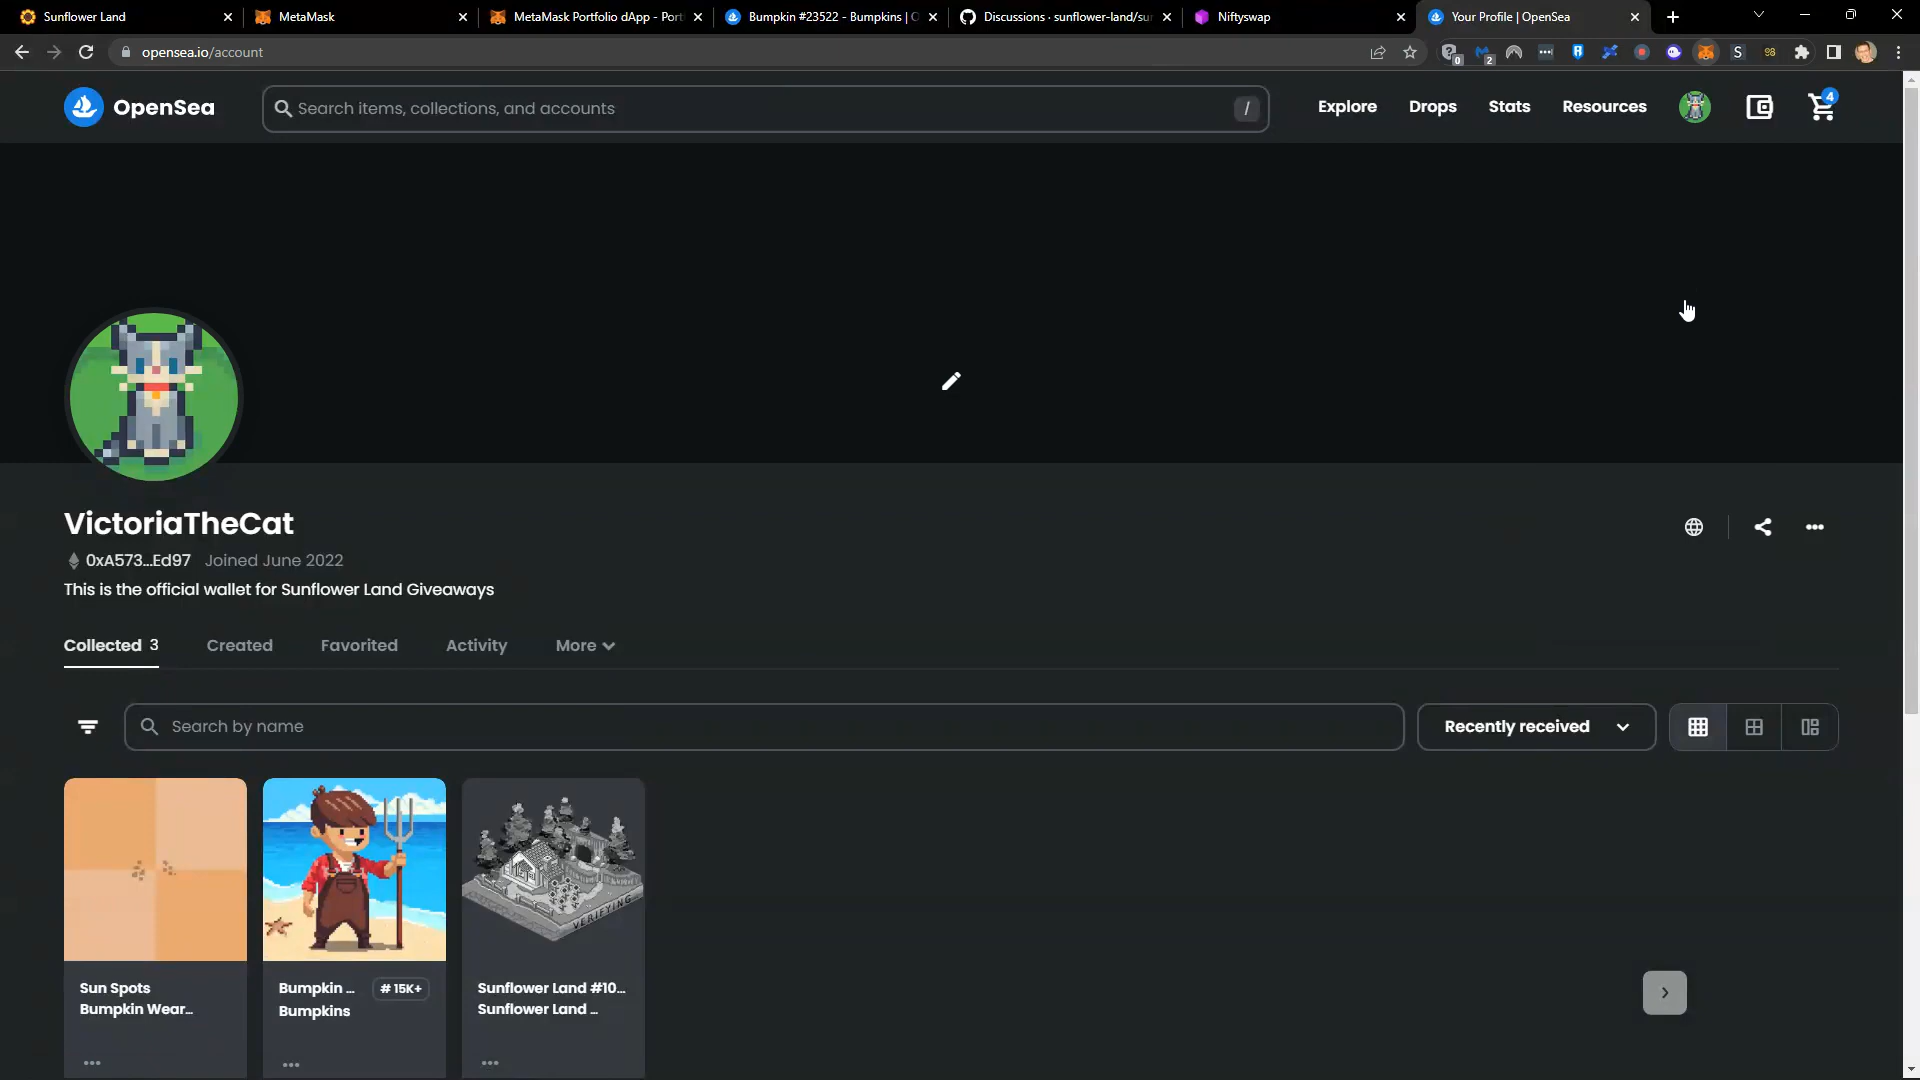 Sunflower Land
MetaMask
MetaMask Portfolio dApp - Port
Bumpkin #23522 - Bumpkins | O
Discussions · sunflower-land/su
Niftyswap
Your Profile | OpenSea
opensea.io/account
0
2
S
98
OpenSea
Search items, collections, and accounts
/
Explore
Drops
Stats
Resources
4
VictoriaTheCat
0xA573...Ed97 Joined June 2022
This is the official wallet for Sunflower Land Giveaways
Collected 3
Created
Favorited
Activity
More
Search by name
Recently received
VERIFYING
Sun Spots
Bumpkin Wear...
Bumpkin ...
# 15K+
Bumpkins
Sunflower Land #10...
Sunflower Land ...